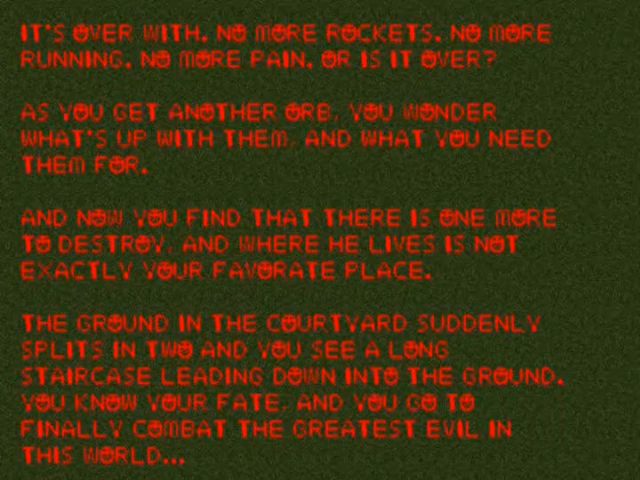 IT'S OVER WITH. NO MORE ROCKETS. NO MORE
RUNNING. NO MORE PAIN. OR IS IT OVER?
AS YOU GET ANOTHER ORB, YOU WONDER
WHAT'S UP WITH THEM, AND WHAT YOU NEED
THEM FOR.
AND NOW YOU FIND THAT THERE IS ONE MORE
TO DESTROY, AND WHERE HE LIVES IS NOT
EXACTLY YOUR FAVORATE PLACE.
THE GROUND IN THE COURTYARD SUDDENLY
SPLITS IN TWO AND YOU SEE A LONG
STAIRCASE LEADING DOWN INTO THE GROUND.
YOU KNOW YOUR FATE, AND YOU GO TO
FINALLY COMBAT THE GREATEST EVIL IN
THIS WORLD...